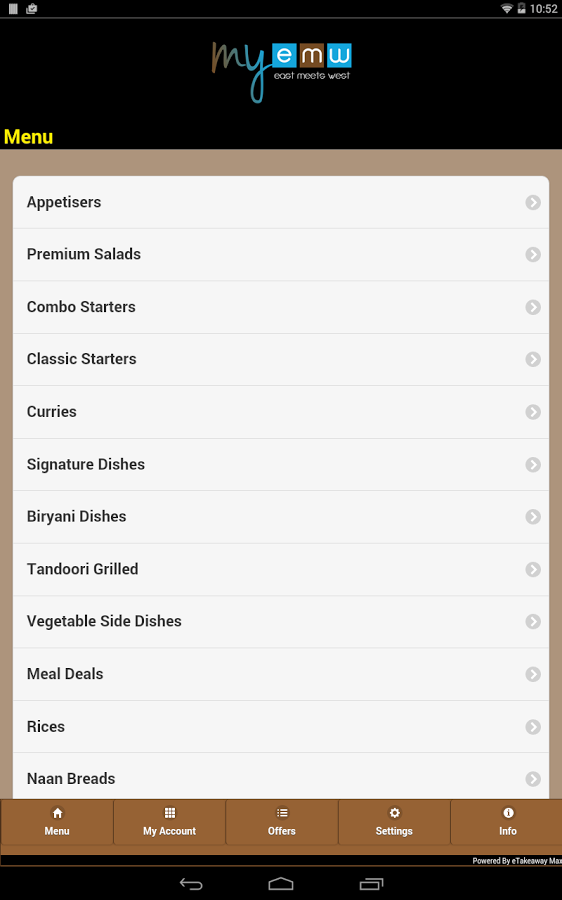 10:52
my emw
east meets west
Menu
Appetisers
Premium Salads
Combo Starters
Classic Starters
Curries
Signature Dishes
Biryani Dishes
Tandoori Grilled
Vegetable Side Dishes
Meal Deals
Rices
Naan Breads
Menu My Account Offers Settings Info
Powered By eTakeaway Max